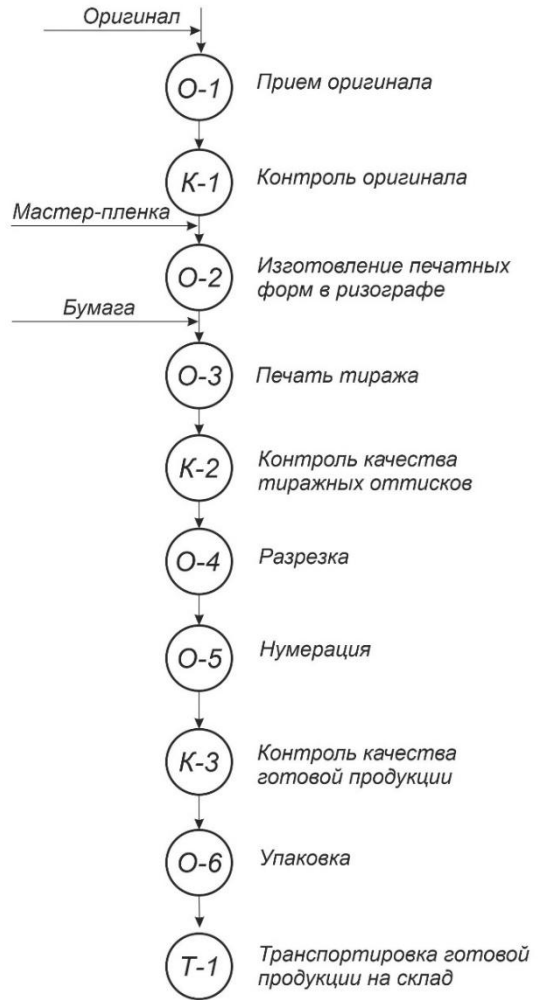 Оригинал
О-1 Прием оригинала
К-1 Контроль оригинала
Мастер-пленка
О-2 Изготовление печатных
форм в ризографе
Бумага
О-3 Печать тиража
К-2 Контроль качества
тиражных оттисков
О-4 Разрезка
О-5 Нумерация
К-3 Контроль качества
готовой продукции
О-6 Упаковка
Т-1 Транспортировка готовой
продукции на склад